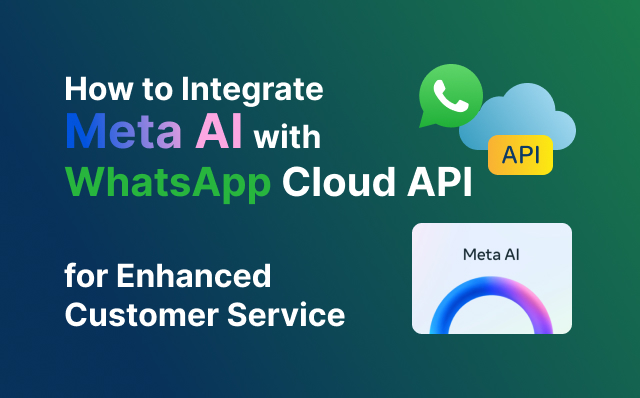 How to Integrate
Meta AI with
WhatsApp Cloud API
for Enhanced
Customer Service
API
Meta AI